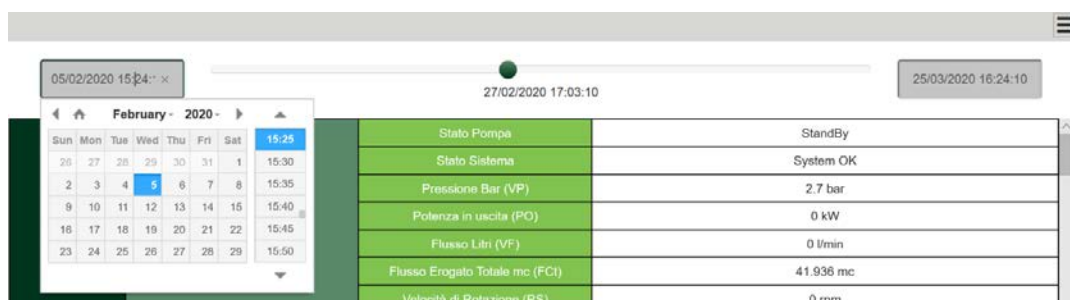 05/02/2020 15:24: ×
25/03/2020 16:24:10
27/02/2020 17:03:10
February 2020
Sun Mon Tue Wed Thu Fri Sat
26 27 28 29 30 31 1
2 3 4 5 6 7 8
9 10 11 12 13 14 15
16 17 18 19 20 21 22
23 24 25 26 27 28 29
15:25
15:30
15:35
15:40
15:45
15:50
Stato Pompa StandBy
Stato Sistema System OK
Pressione Bar (VP) 2.7 bar
Potenza in uscita (PO) 0 kW
Flusso Litri (VF) 0 l/min
Flusso Erogato Totale mc (FCt) 41.936 mc
Velocità di Rotazione (RS) 0 rpm